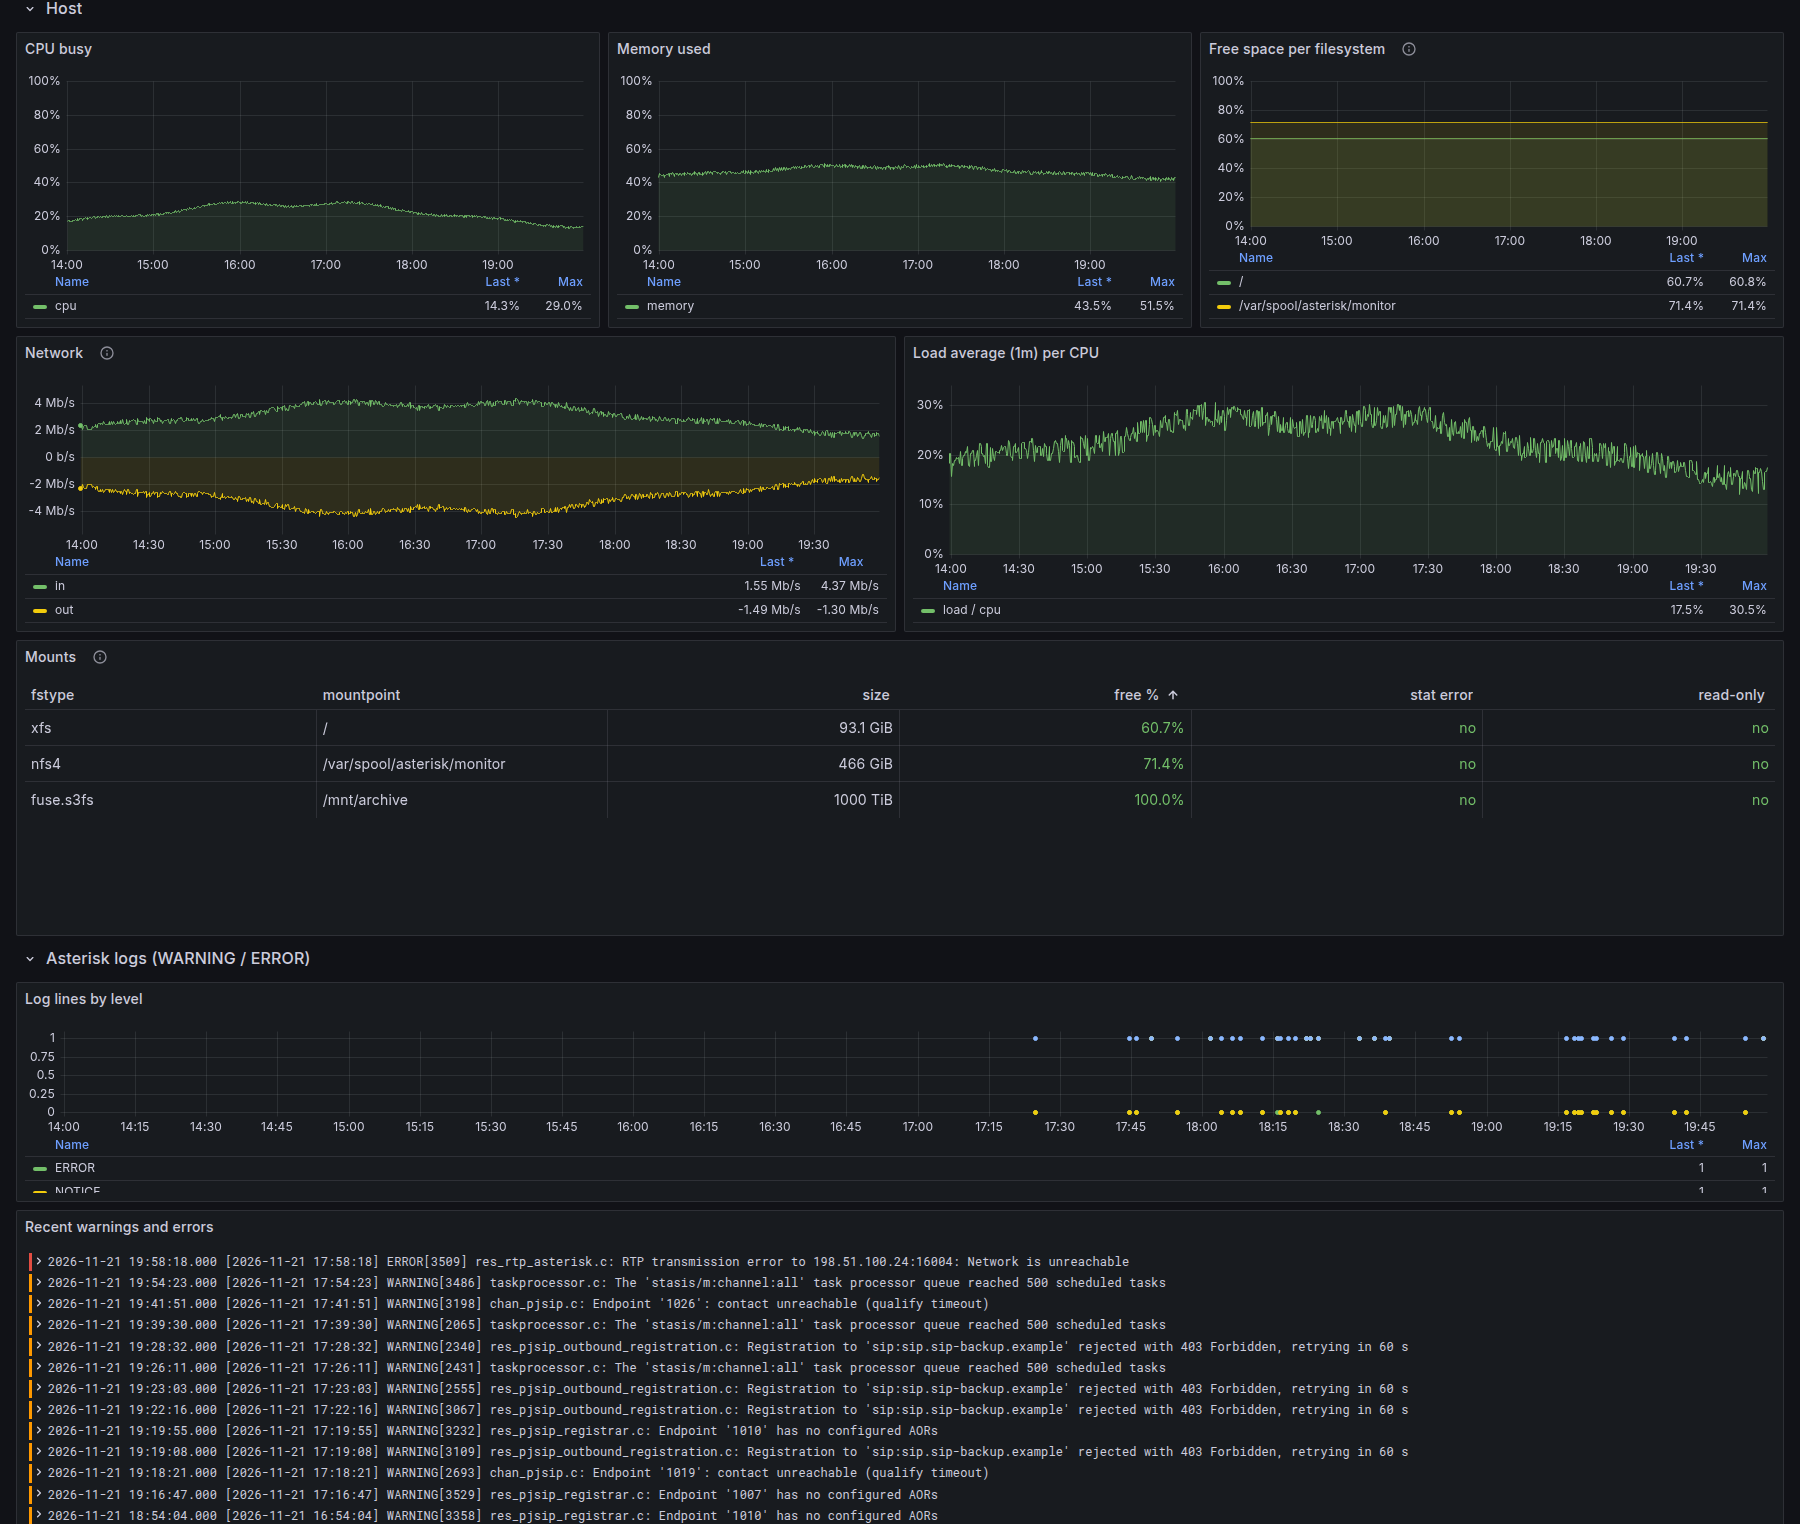 Host
CPU busy
100%
80%
60%
40%
20%
0%
14:00 15:00 16:00 17:00 18:00 19:00
Name Last * Max
cpu 14.3% 29.0%
Memory used
100%
80%
60%
40%
20%
0%
14:00 15:00 16:00 17:00 18:00 19:00
Name Last * Max
memory 43.5% 51.5%
Free space per filesystem
100%
80%
60%
40%
20%
0%
14:00 15:00 16:00 17:00 18:00 19:00
Name Last * Max
/ 60.7% 60.8%
/var/spool/asterisk/monitor 71.4% 71.4%
Network
4 Mb/s
2 Mb/s
0 b/s
-2 Mb/s
-4 Mb/s
14:00 14:30 15:00 15:30 16:00 16:30 17:00 17:30 18:00 18:30 19:00 19:30
Name Last * Max
in 1.55 Mb/s 4.37 Mb/s
out -1.49 Mb/s -1.30 Mb/s
Load average (1m) per CPU
30%
20%
10%
0%
14:00 14:30 15:00 15:30 16:00 16:30 17:00 17:30 18:00 18:30 19:00 19:30
Name Last * Max
load / cpu 17.5% 30.5%
Mounts
fstype mountpoint size free % stat error read-only
xfs / 93.1 GiB 60.7% no no
nfs4 /var/spool/asterisk/monitor 466 GiB 71.4% no no
fuse.s3fs /mnt/archive 1000 TiB 100.0% no no
Asterisk logs (WARNING / ERROR)
Log lines by level
1
0.75
0.5
0.25
0
14:00 14:15 14:30 14:45 15:00 15:15 15:30 15:45 16:00 16:15 16:30 16:45 17:00 17:15 17:30 17:45 18:00 18:15 18:30 18:45 19:00 19:15 19:30 19:45
Name Last * Max
ERROR 1 1
NOTICE 1 1
Recent warnings and errors
2026-11-21 19:58:18.000 [2026-11-21 17:58:18] ERROR[3509] res_rtp_asterisk.c: RTP transmission error to 198.51.100.24:16004: Network is unreachable
2026-11-21 19:54:23.000 [2026-11-21 17:54:23] WARNING[3486] taskprocessor.c: The 'stasis/m:channel:all' task processor queue reached 500 scheduled tasks
2026-11-21 19:41:51.000 [2026-11-21 17:41:51] WARNING[3198] chan_pjsip.c: Endpoint '1026': contact unreachable (qualify timeout)
2026-11-21 19:39:30.000 [2026-11-21 17:39:30] WARNING[2065] taskprocessor.c: The 'stasis/m:channel:all' task processor queue reached 500 scheduled tasks
2026-11-21 19:28:32.000 [2026-11-21 17:28:32] WARNING[2340] res_pjsip_outbound_registration.c: Registration to 'sip:sip.sip-backup.example' rejected with 403 Forbidden, retrying in 60 s
2026-11-21 19:26:11.000 [2026-11-21 17:26:11] WARNING[2431] taskprocessor.c: The 'stasis/m:channel:all' task processor queue reached 500 scheduled tasks
2026-11-21 19:23:03.000 [2026-11-21 17:23:03] WARNING[2555] res_pjsip_outbound_registration.c: Registration to 'sip:sip.sip-backup.example' rejected with 403 Forbidden, retrying in 60 s
2026-11-21 19:22:16.000 [2026-11-21 17:22:16] WARNING[3067] res_pjsip_outbound_registration.c: Registration to 'sip:sip.sip-backup.example' rejected with 403 Forbidden, retrying in 60 s
2026-11-21 19:19:55.000 [2026-11-21 17:19:55] WARNING[3232] res_pjsip_registrar.c: Endpoint '1010' has no configured AORs
2026-11-21 19:19:08.000 [2026-11-21 17:19:08] WARNING[3109] res_pjsip_outbound_registration.c: Registration to 'sip:sip.sip-backup.example' rejected with 403 Forbidden, retrying in 60 s
2026-11-21 19:18:21.000 [2026-11-21 17:18:21] WARNING[2693] chan_pjsip.c: Endpoint '1019': contact unreachable (qualify timeout)
2026-11-21 19:16:47.000 [2026-11-21 17:16:47] WARNING[3529] res_pjsip_registrar.c: Endpoint '1007' has no configured AORs
2026-11-21 18:54:04.000 [2026-11-21 16:54:04] WARNING[3358] res_pjsip_registrar.c: Endpoint '1010' has no configured AORs